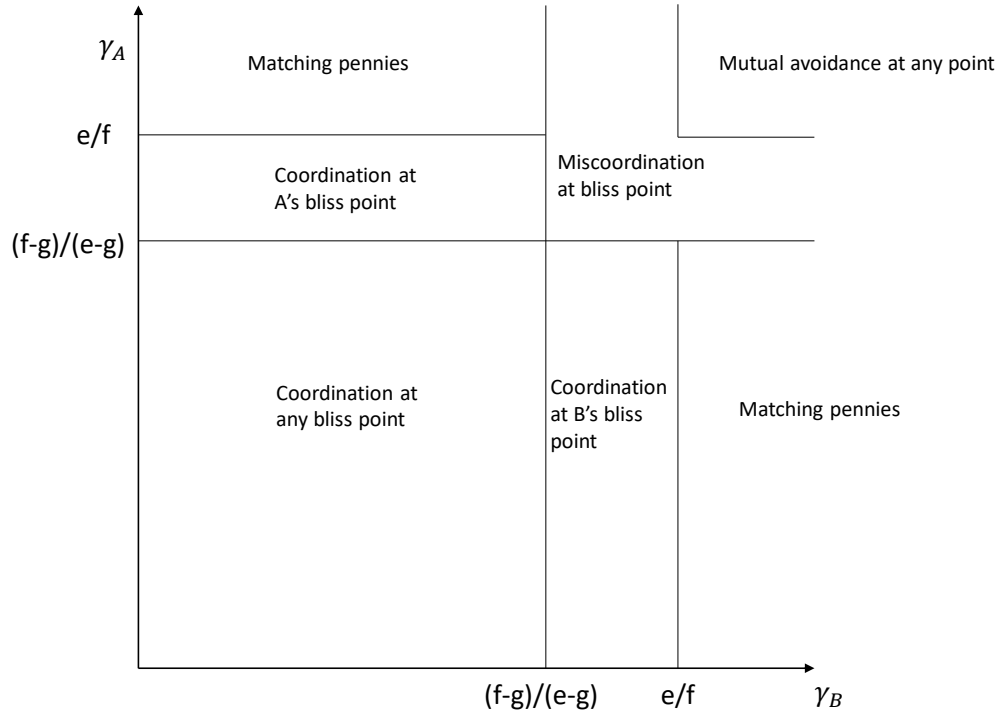 γ_A
Matching pennies
Mutual avoidance at any point
e/f
Coordination at
A's bliss point
Miscoordination
at bliss point
(f-g)/(e-g)
Coordination at
any bliss point
Coordination
at B's bliss
point
Matching pennies
(f-g)/(e-g)
e/f
γ_B